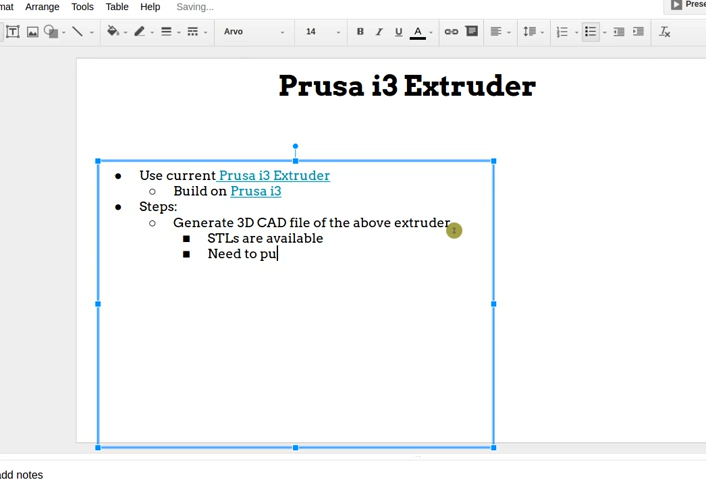 mat Arrange Tools Table Help Saving... Prese
Arvo 14 B I U A
Prusa i3 Extruder
● Use current Prusa i3 Extruder
○ Build on Prusa i3
● Steps:
○ Generate 3D CAD file of the above extruder
■ STLs are available
■ Need to pu
add notes